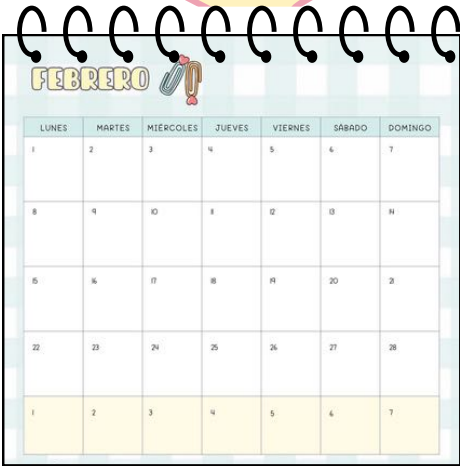 FEBRERO
LUNES MARTES MIÉRCOLES JUEVES VIERNES SÁBADO DOMINGO
1 2 3 4 5 6 7
8 9 10 11 12 13 14
15 16 17 18 19 20 21
22 23 24 25 26 27 28
1 2 3 4 5 6 7